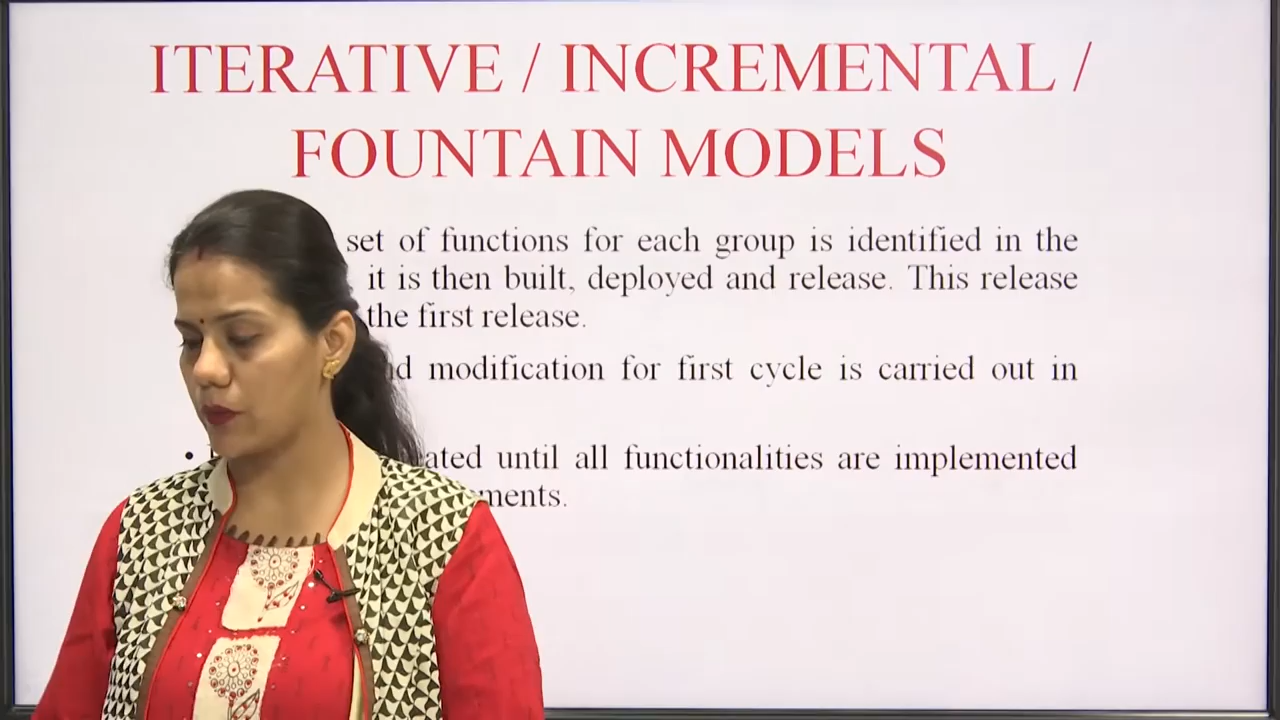 ITERATIVE / INCREMENTAL /
FOUNTAIN MODELS
set of functions for each group is identified in the
it is then built, deployed and release. This release
the first release.
modification for first cycle is carried out in
until all functionalities are implemented